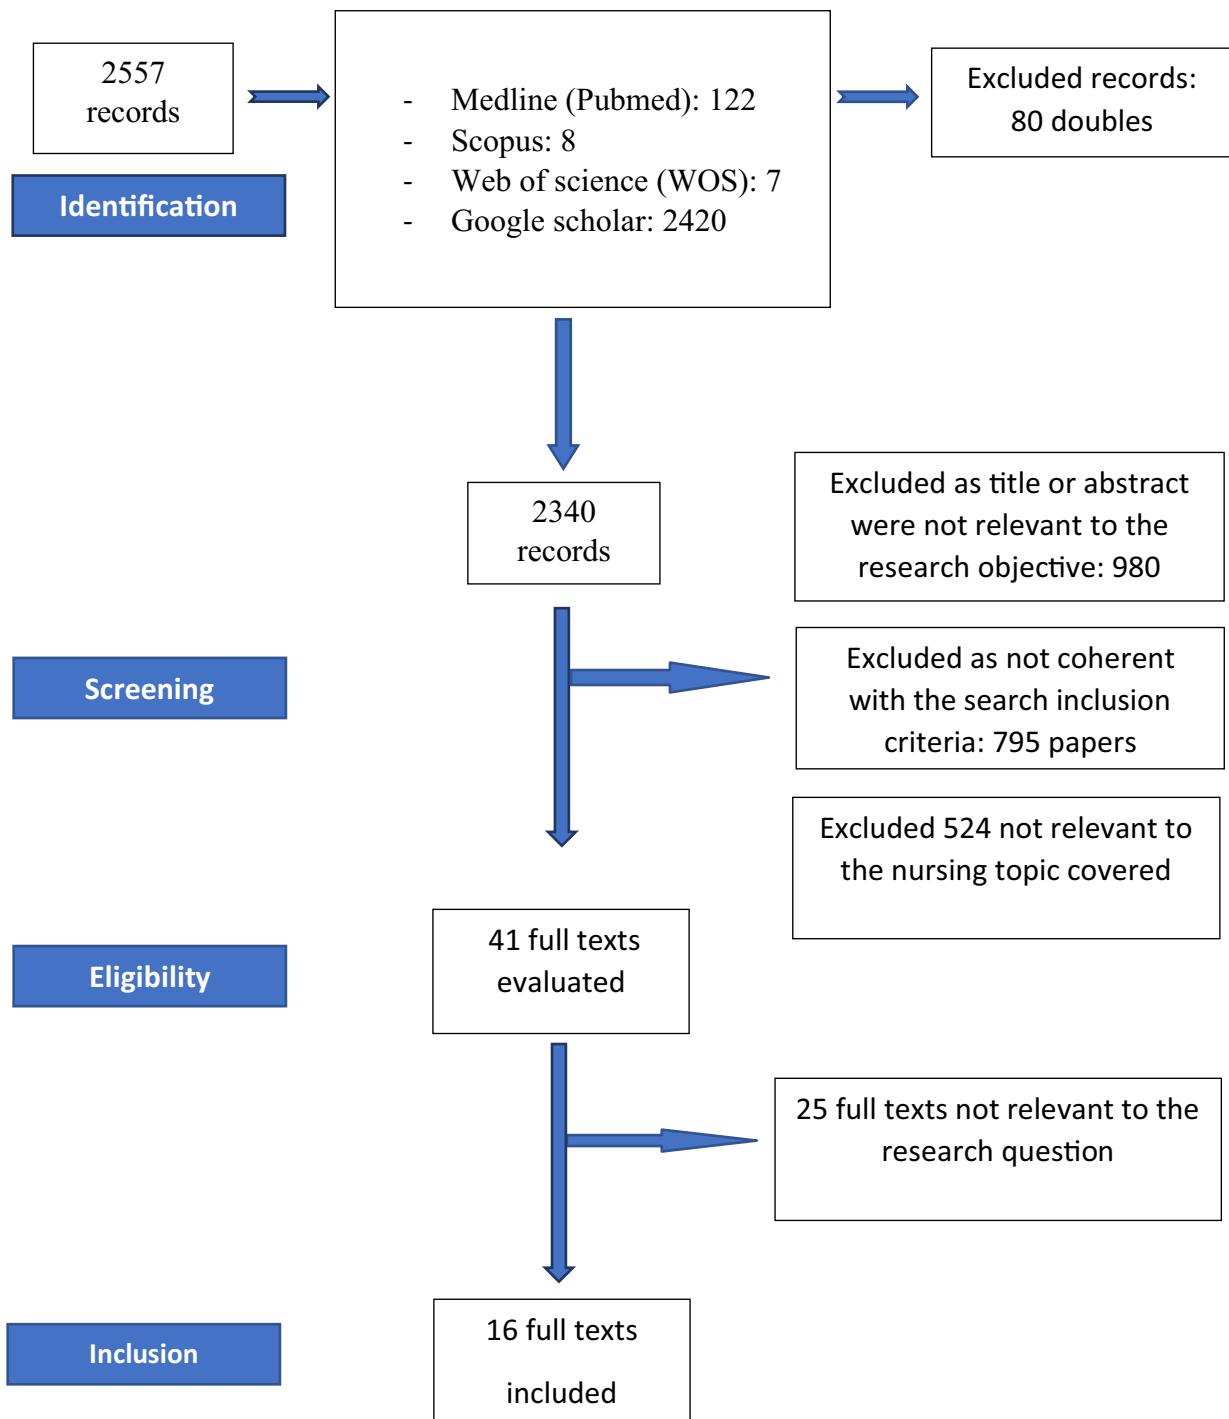 2557
records
Identification
- Medline (Pubmed): 122
- Scopus: 8
- Web of science (WOS): 7
- Google scholar: 2420
Excluded records:
80 doubles
2340
records
Excluded as title or abstract
were not relevant to the
research objective: 980
Screening
Excluded as not coherent
with the search inclusion
criteria: 795 papers
Excluded 524 not relevant to
the nursing topic covered
Eligibility
41 full texts
evaluated
25 full texts not relevant to the
research question
Inclusion
16 full texts
included